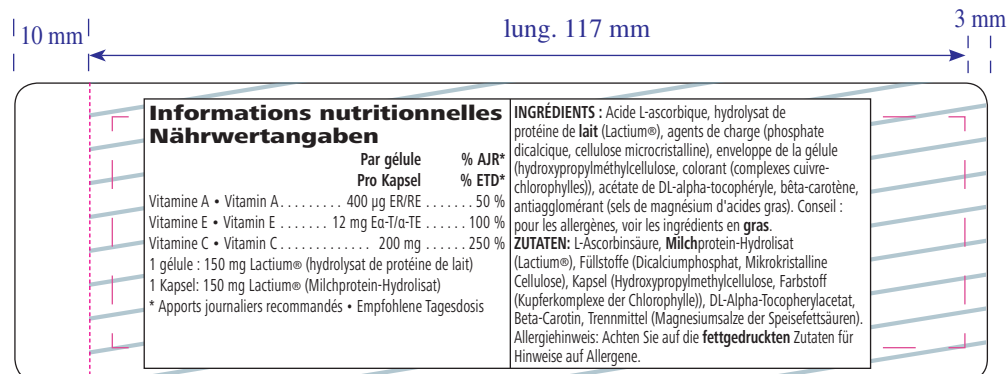 10 mm
lung. 117 mm
3 mm
Informations nutritionnelles
Nährwertangaben
Par gélule % AJR*
Pro Kapsel % ETD*
Vitamine A • Vitamin A......... 400 µg ER/RE ....... 50 %
Vitamine E • Vitamin E ....... 12 mg Eα-T/α-TE ...... 100 %
Vitamine C • Vitamin C ............. 200 mg ...... 250 %
1 gélule : 150 mg Lactium® (hydrolysat de protéine de lait)
1 Kapsel: 150 mg Lactium® (Milchprotein-Hydrolisat)
* Apports journaliers recommandés • Empfohlene Tagesdosis
INGRÉDIENTS : Acide L-ascorbique, hydrolysat de
protéine de lait (Lactium®), agents de charge (phosphate
dicalcique, cellulose microcristalline), enveloppe de la gélule
(hydroxypropylméthylcellulose, colorant (complexes cuivre-
chlorophylles)), acétate de DL-alpha-tocophéryle, bêta-carotène,
antiagglomérant (sels de magnésium d'acides gras). Conseil :
pour les allergènes, voir les ingrédients en gras.
ZUTATEN: L-Ascorbinsäure, Milchprotein-Hydrolisat
(Lactium®), Füllstoffe (Dicalciumphosphat, Mikrokristalline
Cellulose), Kapsel (Hydroxypropylmethylcellulose, Farbstoff
(Kupferkomplexe der Chlorophylle)), DL-Alpha-Tocopherylacetat,
Beta-Carotin, Trennmittel (Magnesiumsalze der Speisefettsäuren).
Allergiehinweis: Achten Sie auf die fettgedruckten Zutaten für
Hinweise auf Allergene.